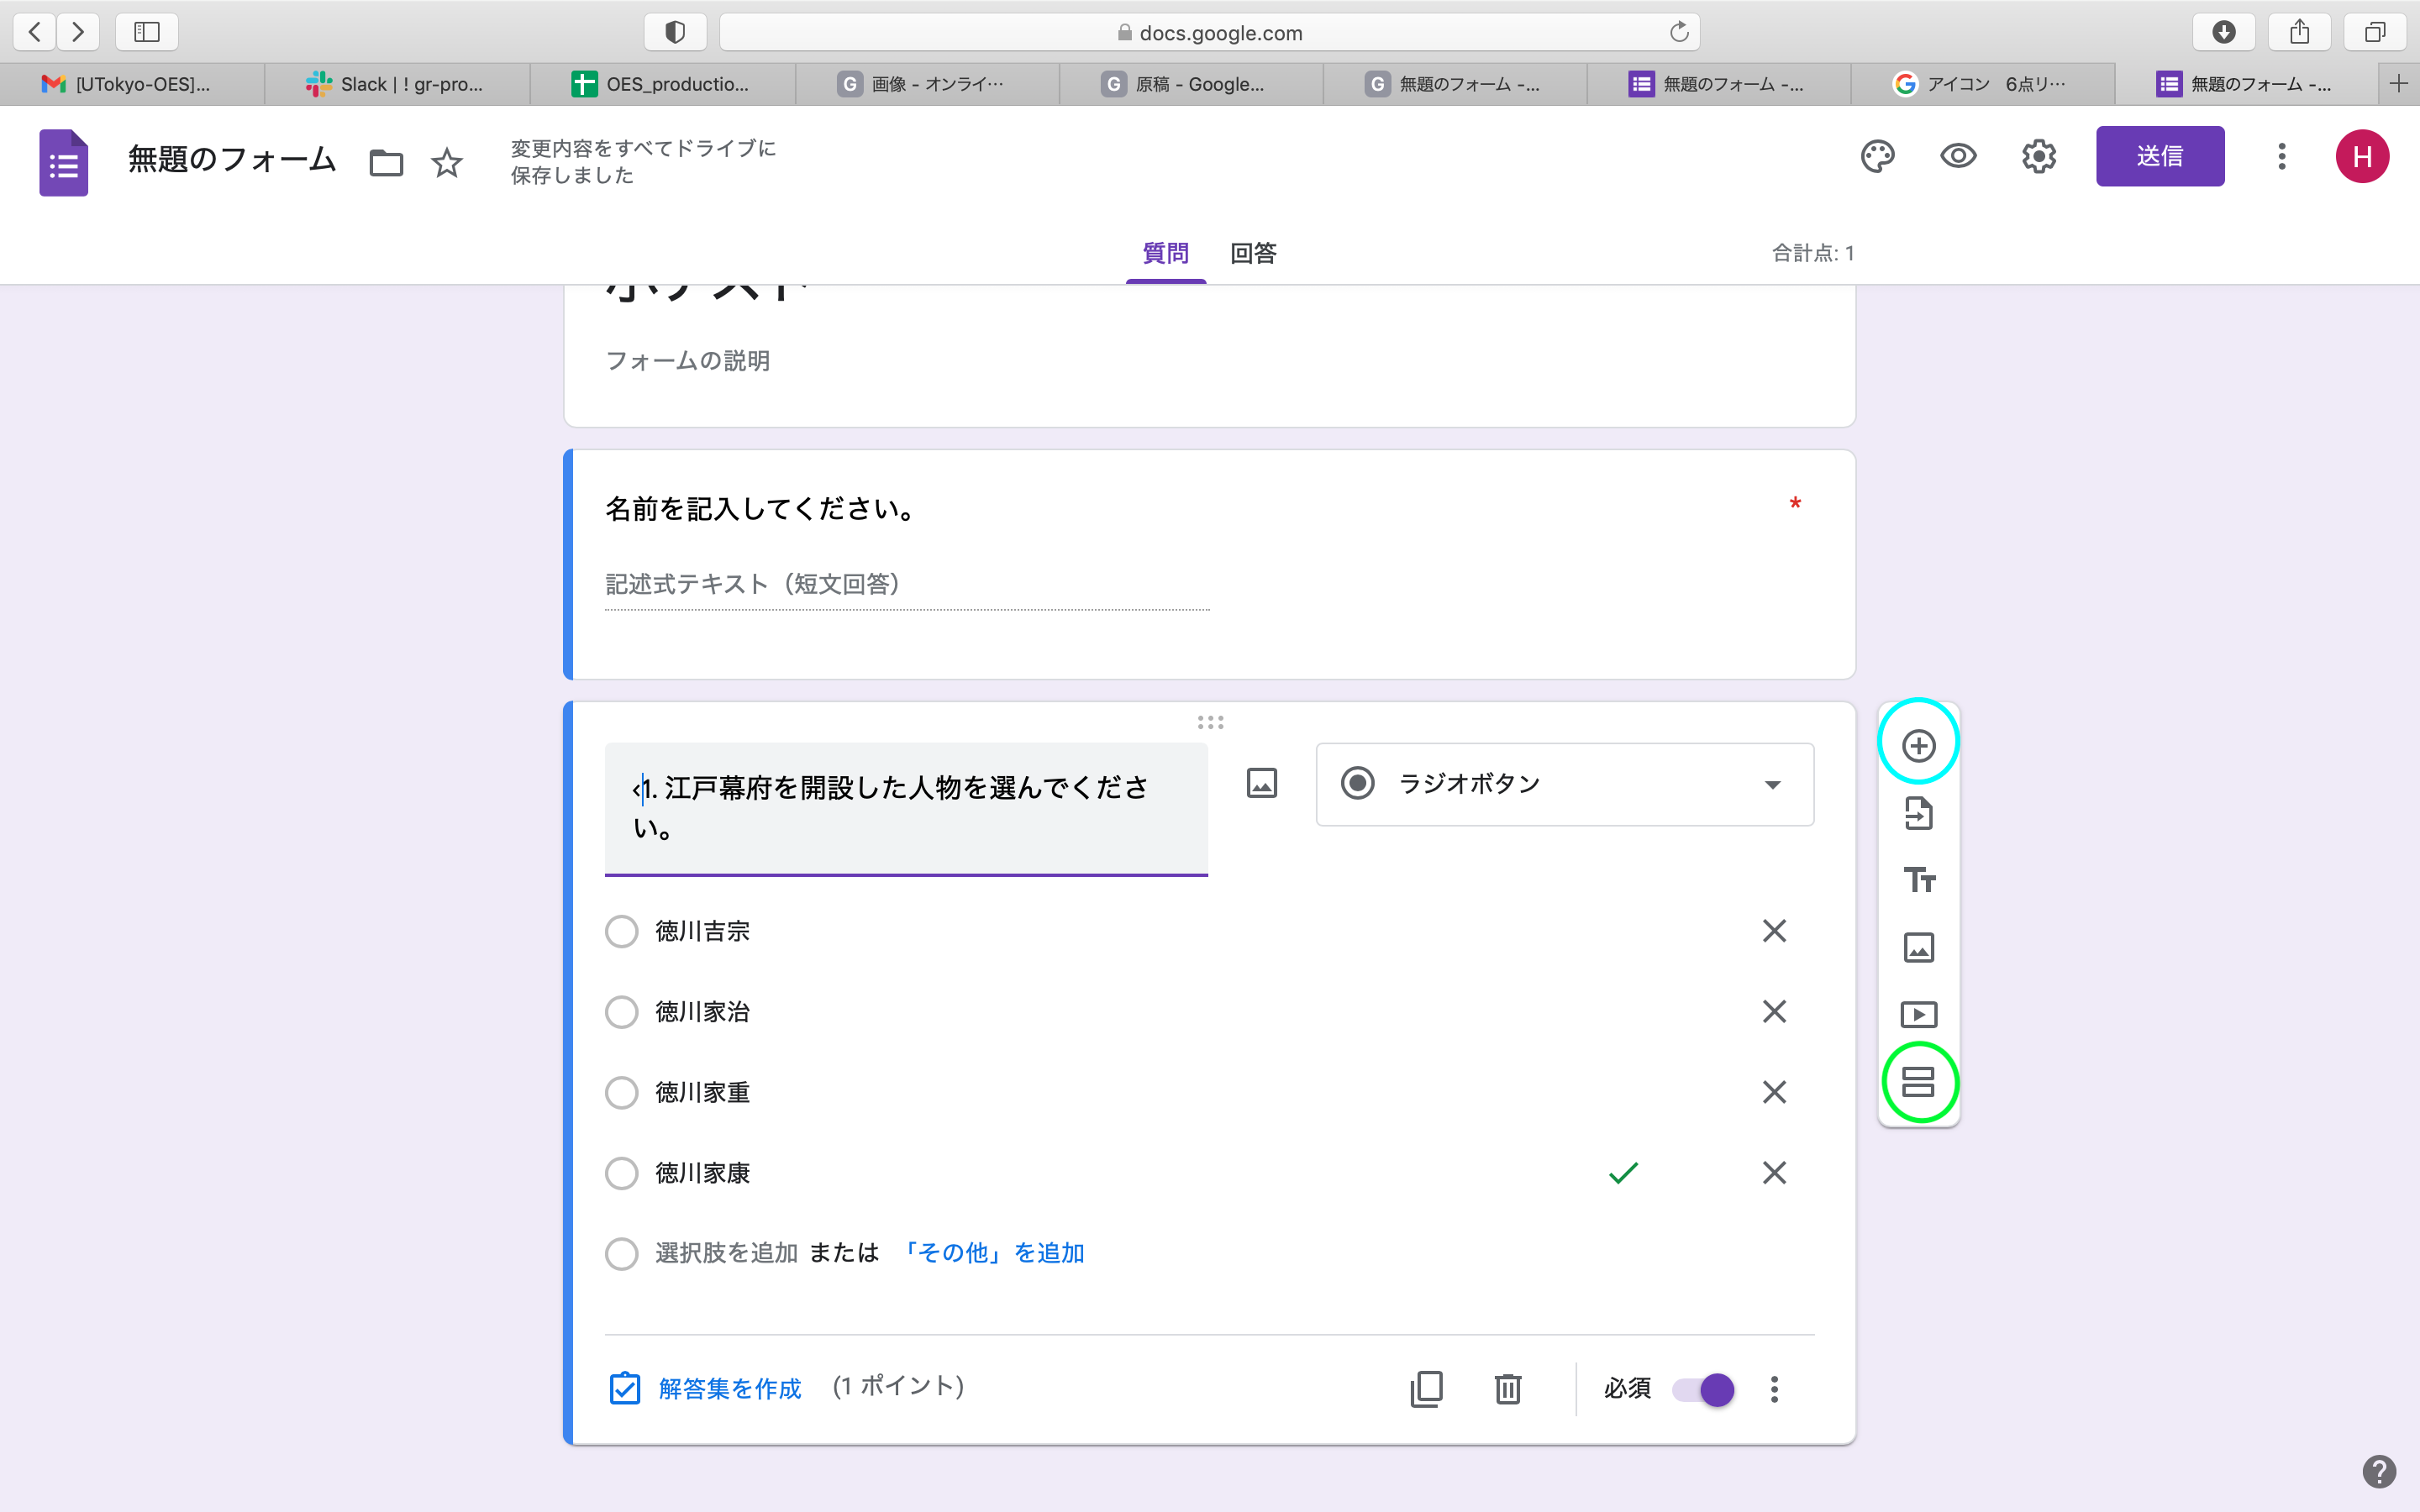 docs.google.com
[UTokyo-OES]...
Slack | ! gr-pro...
OES_productio...
G 画像 - オンライ…
G 原稿 - Google...
G 無題のフォーム -...
無題のフォーム -...
アイコン　6点リ…
無題のフォーム -...
無題のフォーム
変更内容をすべてドライブに
保存しました
送信
H
質問
回答
合計点: 1
小テスト
フォームの説明
名前を記入してください。
*
記述式テキスト（短文回答）
‹1. 江戸幕府を開設した人物を選んでくださ
い。
ラジオボタン
徳川吉宗
徳川家治
徳川家重
徳川家康
選択肢を追加 または 「その他」を追加
解答集を作成 (1 ポイント)
必須